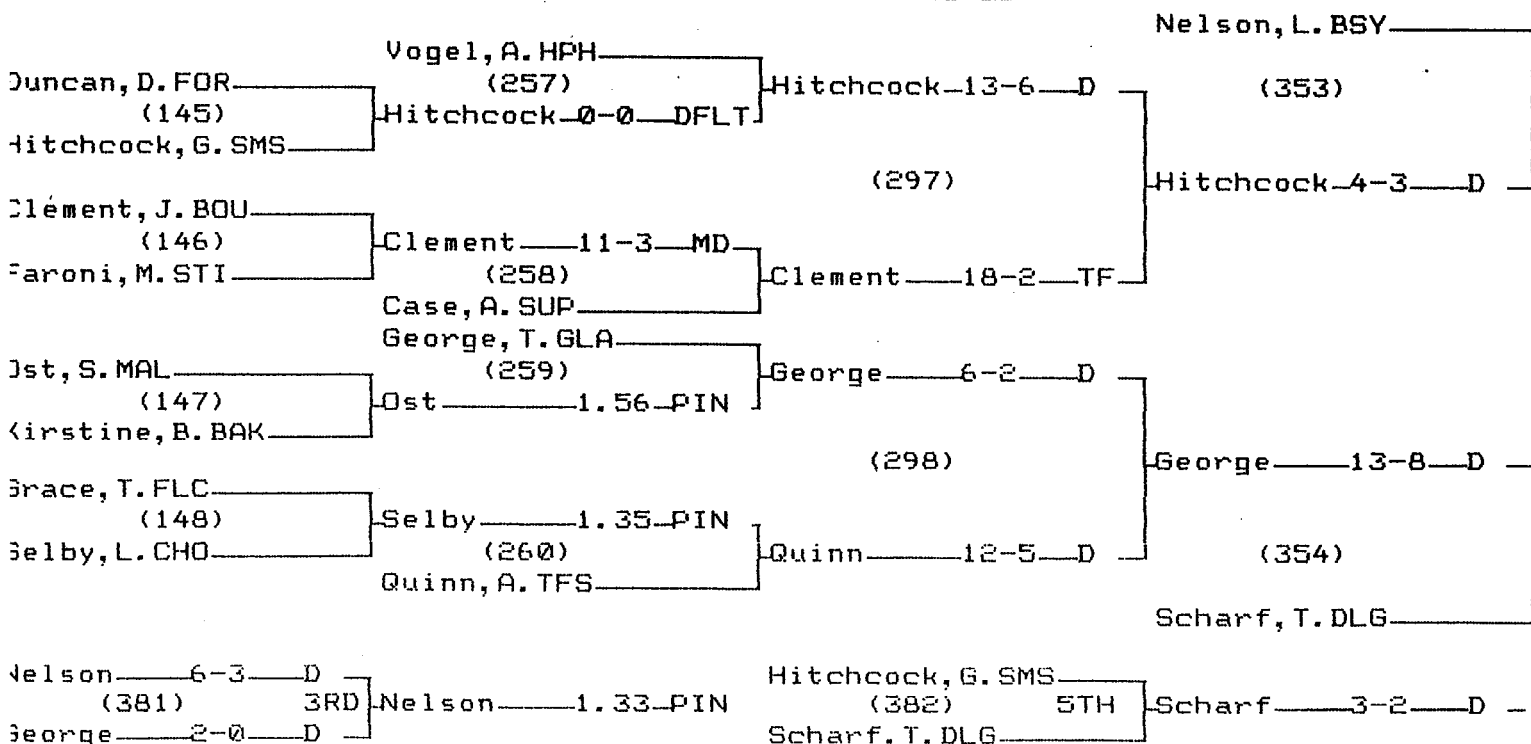 Nelson, L. BSY
Vogel, A. HPH
Duncan, D. FOR (257) Hitchcock 13-6 D (353)
(145) Hitchcock 0-0 DFLT
Hitchcock, G. SMS
(297) Hitchcock 4-3 D
Clement, J. BOU
(146) Clement 11-3 MD
Faroni, M. STI (258) Clement 18-2 TF
Case, A. SUP
George, T. GLA
Ost, S. MAL (259) George 6-2 D
(147) Ost 1.56 PIN
Kirstine, B. BAK
(298) George 13-8 D
Grace, T. FLC
(148) Selby 1.35 PIN
Selby, L. CHO (260) Quinn 12-5 D (354)
Quinn, A. TFS
Scharf, T. DLG
Nelson 6-3 D Hitchcock, G. SMS
(381) 3RD Nelson 1.33 PIN (382) 5TH Scharf 3-2 D
George 2-0 D Scharf. T. DLG